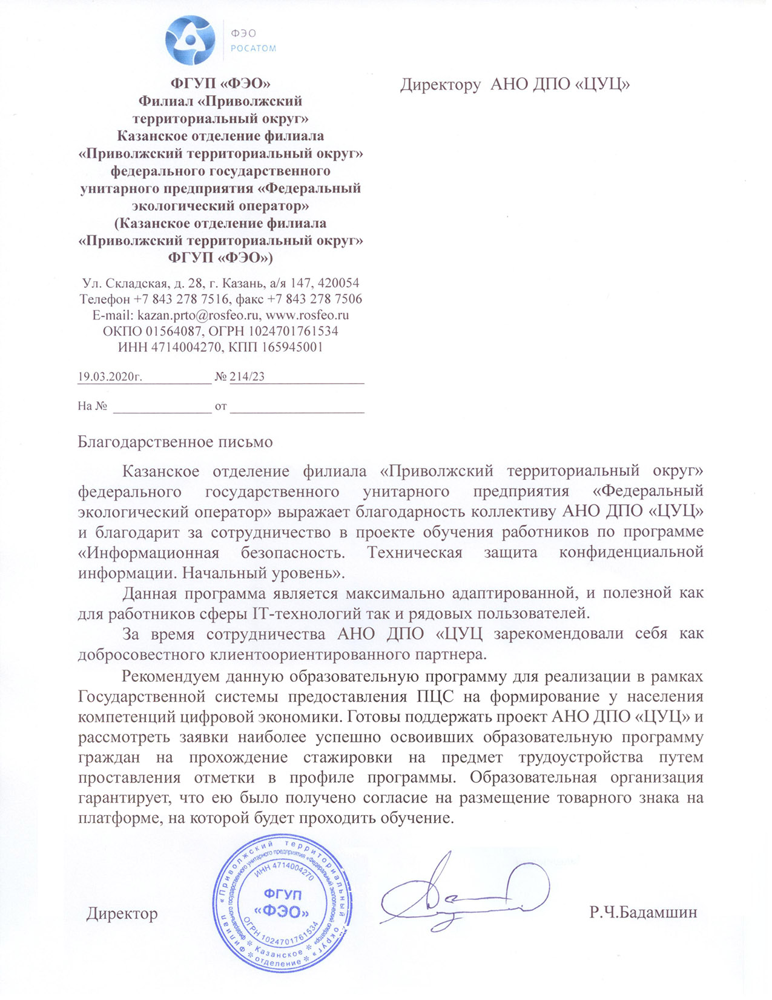 ФЭО
РОСАТОМ
ФГУП «ФЭО»
Филиал «Приволжский
территориальный округ»
Казанское отделение филиала
«Приволжский территориальный округ»
федерального государственного
унитарного предприятия «Федеральный
экологический оператор»
(Казанское отделение филиала
«Приволжский территориальный округ»
ФГУП «ФЭО»)
Ул. Складская, д. 28, г. Казань, а/я 147, 420054
Телефон +7 843 278 7516, факс +7 843 278 7506
E-mail: kazan.prto@rosfeo.ru, www.rosfeo.ru
ОКПО 01564087, ОГРН 1024701761534
ИНН 4714004270, КПП 165945001
19.03.2020г. № 214/23
На № от
Директору АНО ДПО «ЦУЦ»
Благодарственное письмо
Казанское отделение филиала «Приволжский территориальный округ»
федерального государственного унитарного предприятия «Федеральный
экологический оператор» выражает благодарность коллективу АНО ДПО «ЦУЦ»
и благодарит за сотрудничество в проекте обучения работников по программе
«Информационная безопасность. Техническая защита конфиденциальной
информации. Начальный уровень».
Данная программа является максимально адаптированной, и полезной как
для работников сферы IT-технологий так и рядовых пользователей.
За время сотрудничества АНО ДПО «ЦУЦ зарекомендовали себя как
добросовестного клиентоориентированного партнера.
Рекомендуем данную образовательную программу для реализации в рамках
Государственной системы предоставления ПЦС на формирование у населения
компетенций цифровой экономики. Готовы поддержать проект АНО ДПО «ЦУЦ» и
рассмотреть заявки наиболее успешно освоивших образовательную программу
граждан на прохождение стажировки на предмет трудоустройства путем
проставления отметки в профиле программы. Образовательная организация
гарантирует, что ею было получено согласие на размещение товарного знака на
платформе, на которой будет проходить обучение.
Директор
Филиал «Приволжский территориальный округ»
федерального государственного унитарного предприятия «Федеральный экологический оператор»
Казанское
отделение
ИНН 4714004270
ФГУП
«ФЭО»
ОГРН 1024701761534
Р.Ч.Бадамшин